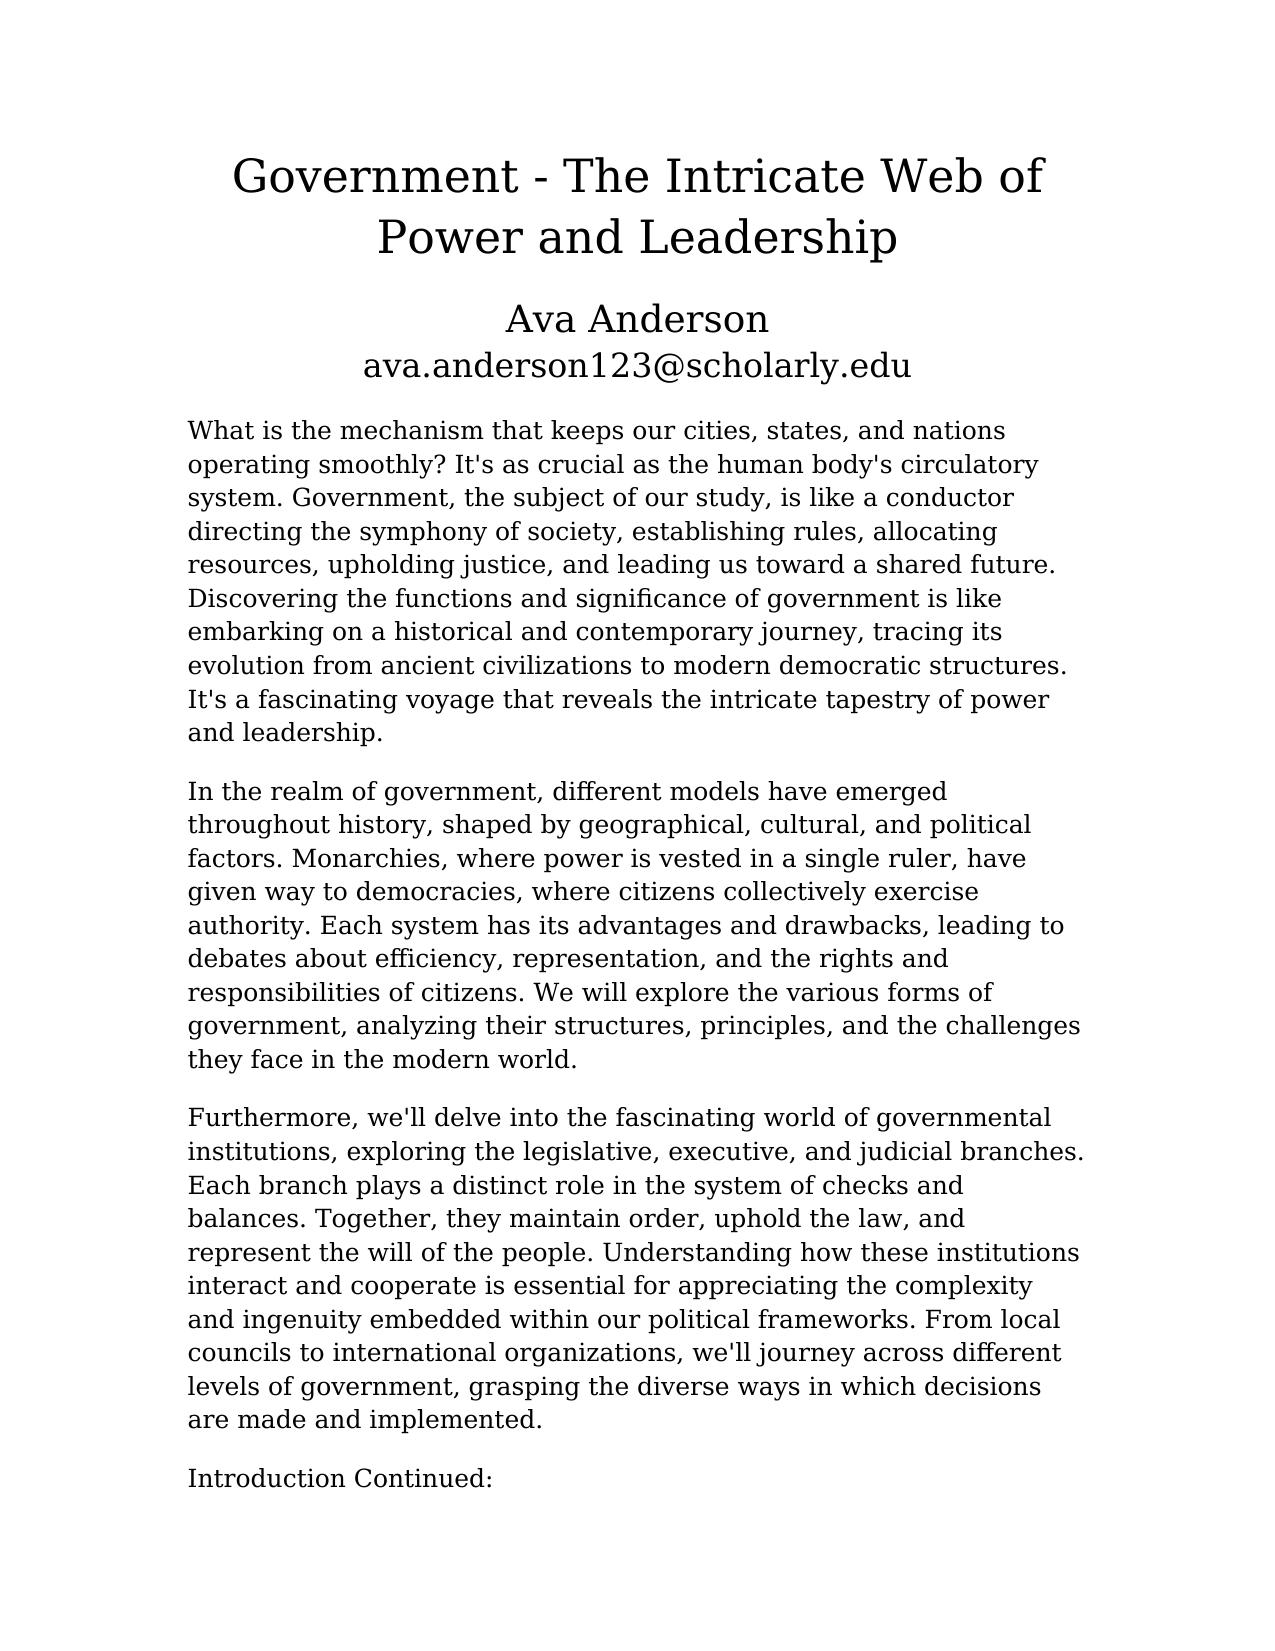 Government - The Intricate Web of
Power and Leadership
Ava Anderson
ava.anderson123@scholarly.edu
What is the mechanism that keeps our cities, states, and nations
operating smoothly? It's as crucial as the human body's circulatory
system. Government, the subject of our study, is like a conductor
directing the symphony of society, establishing rules, allocating
resources, upholding justice, and leading us toward a shared future.
Discovering the functions and significance of government is like
embarking on a historical and contemporary journey, tracing its
evolution from ancient civilizations to modern democratic structures.
It's a fascinating voyage that reveals the intricate tapestry of power
and leadership.
In the realm of government, different models have emerged
throughout history, shaped by geographical, cultural, and political
factors. Monarchies, where power is vested in a single ruler, have
given way to democracies, where citizens collectively exercise
authority. Each system has its advantages and drawbacks, leading to
debates about efficiency, representation, and the rights and
responsibilities of citizens. We will explore the various forms of
government, analyzing their structures, principles, and the challenges
they face in the modern world.
Furthermore, we'll delve into the fascinating world of governmental
institutions, exploring the legislative, executive, and judicial branches.
Each branch plays a distinct role in the system of checks and
balances. Together, they maintain order, uphold the law, and
represent the will of the people. Understanding how these institutions
interact and cooperate is essential for appreciating the complexity
and ingenuity embedded within our political frameworks. From local
councils to international organizations, we'll journey across different
levels of government, grasping the diverse ways in which decisions
are made and implemented.
Introduction Continued: